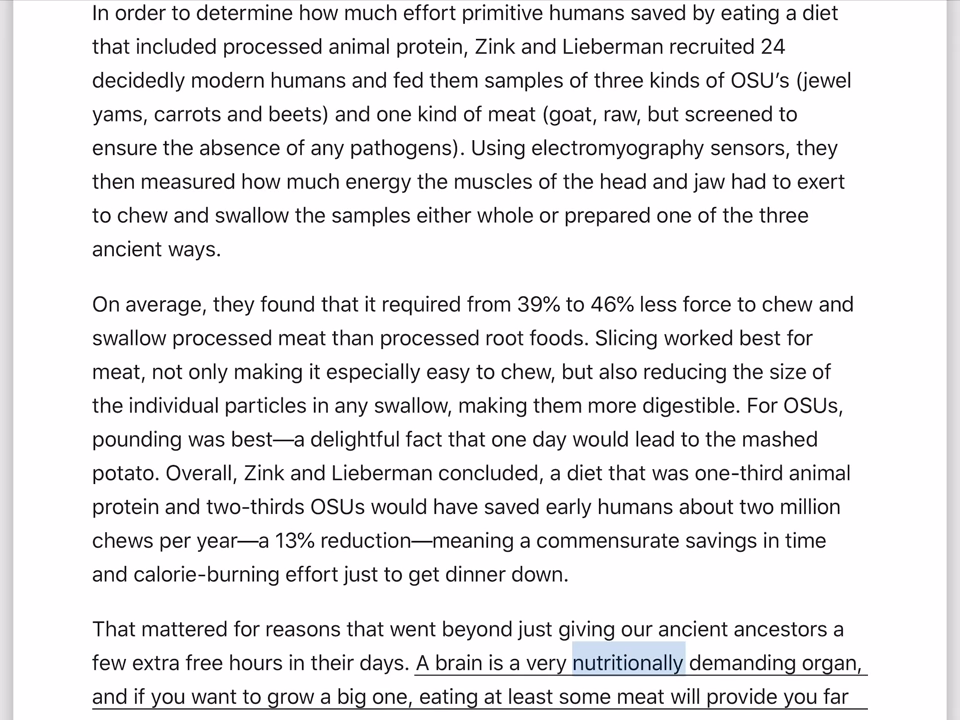 In order to determine how much effort primitive humans saved by eating a diet
that included processed animal protein, Zink and Lieberman recruited 24
decidedly modern humans and fed them samples of three kinds of OSU’s (jewel
yams, carrots and beets) and one kind of meat (goat, raw, but screened to
ensure the absence of any pathogens). Using electromyography sensors, they
then measured how much energy the muscles of the head and jaw had to exert
to chew and swallow the samples either whole or prepared one of the three
ancient ways.
On average, they found that it required from 39% to 46% less force to chew and
swallow processed meat than processed root foods. Slicing worked best for
meat, not only making it especially easy to chew, but also reducing the size of
the individual particles in any swallow, making them more digestible. For OSUs,
pounding was best—a delightful fact that one day would lead to the mashed
potato. Overall, Zink and Lieberman concluded, a diet that was one-third animal
protein and two-thirds OSUs would have saved early humans about two million
chews per year—a 13% reduction—meaning a commensurate savings in time
and calorie-burning effort just to get dinner down.
That mattered for reasons that went beyond just giving our ancient ancestors a
few extra free hours in their days. A brain is a very nutritionally demanding organ,
and if you want to grow a big one, eating at least some meat will provide you far